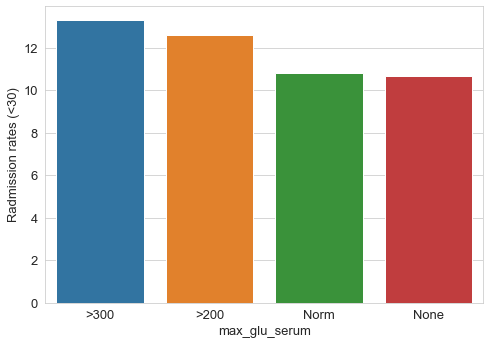 12
10
8
6
4
2
0
Radmission rates (<30)
>300 >200 Norm None
max_glu_serum